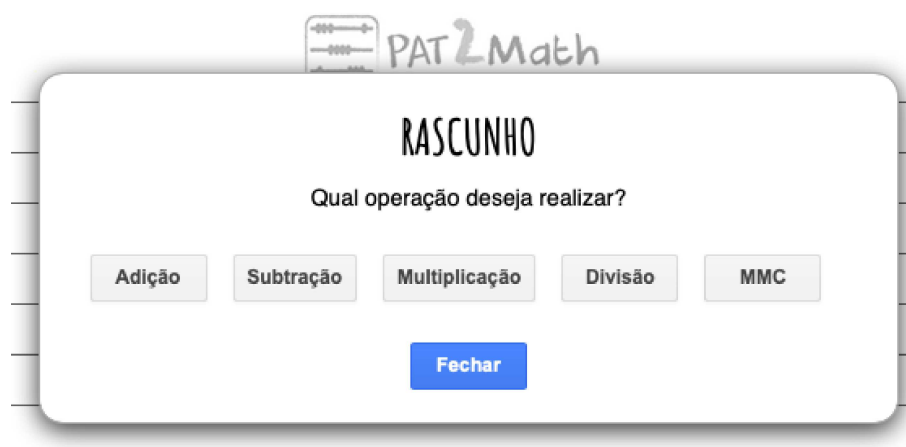 PAT2Math
RASCUNHO
Qual operação deseja realizar?
Adição Subtração Multiplicação Divisão MMC
Fechar